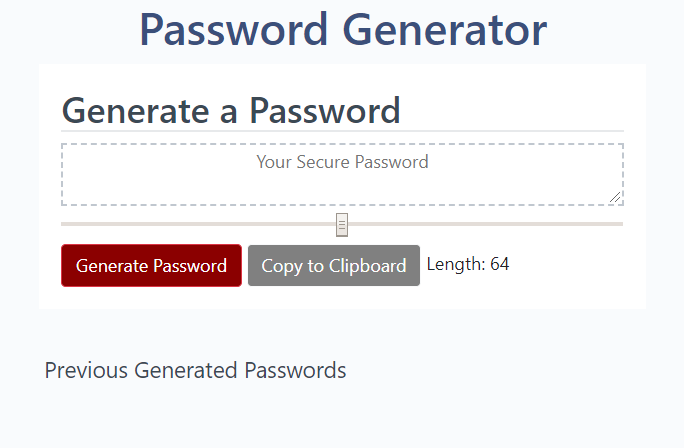 Password Generator
Generate a Password
Your Secure Password
Generate Password Copy to Clipboard Length: 64
Previous Generated Passwords